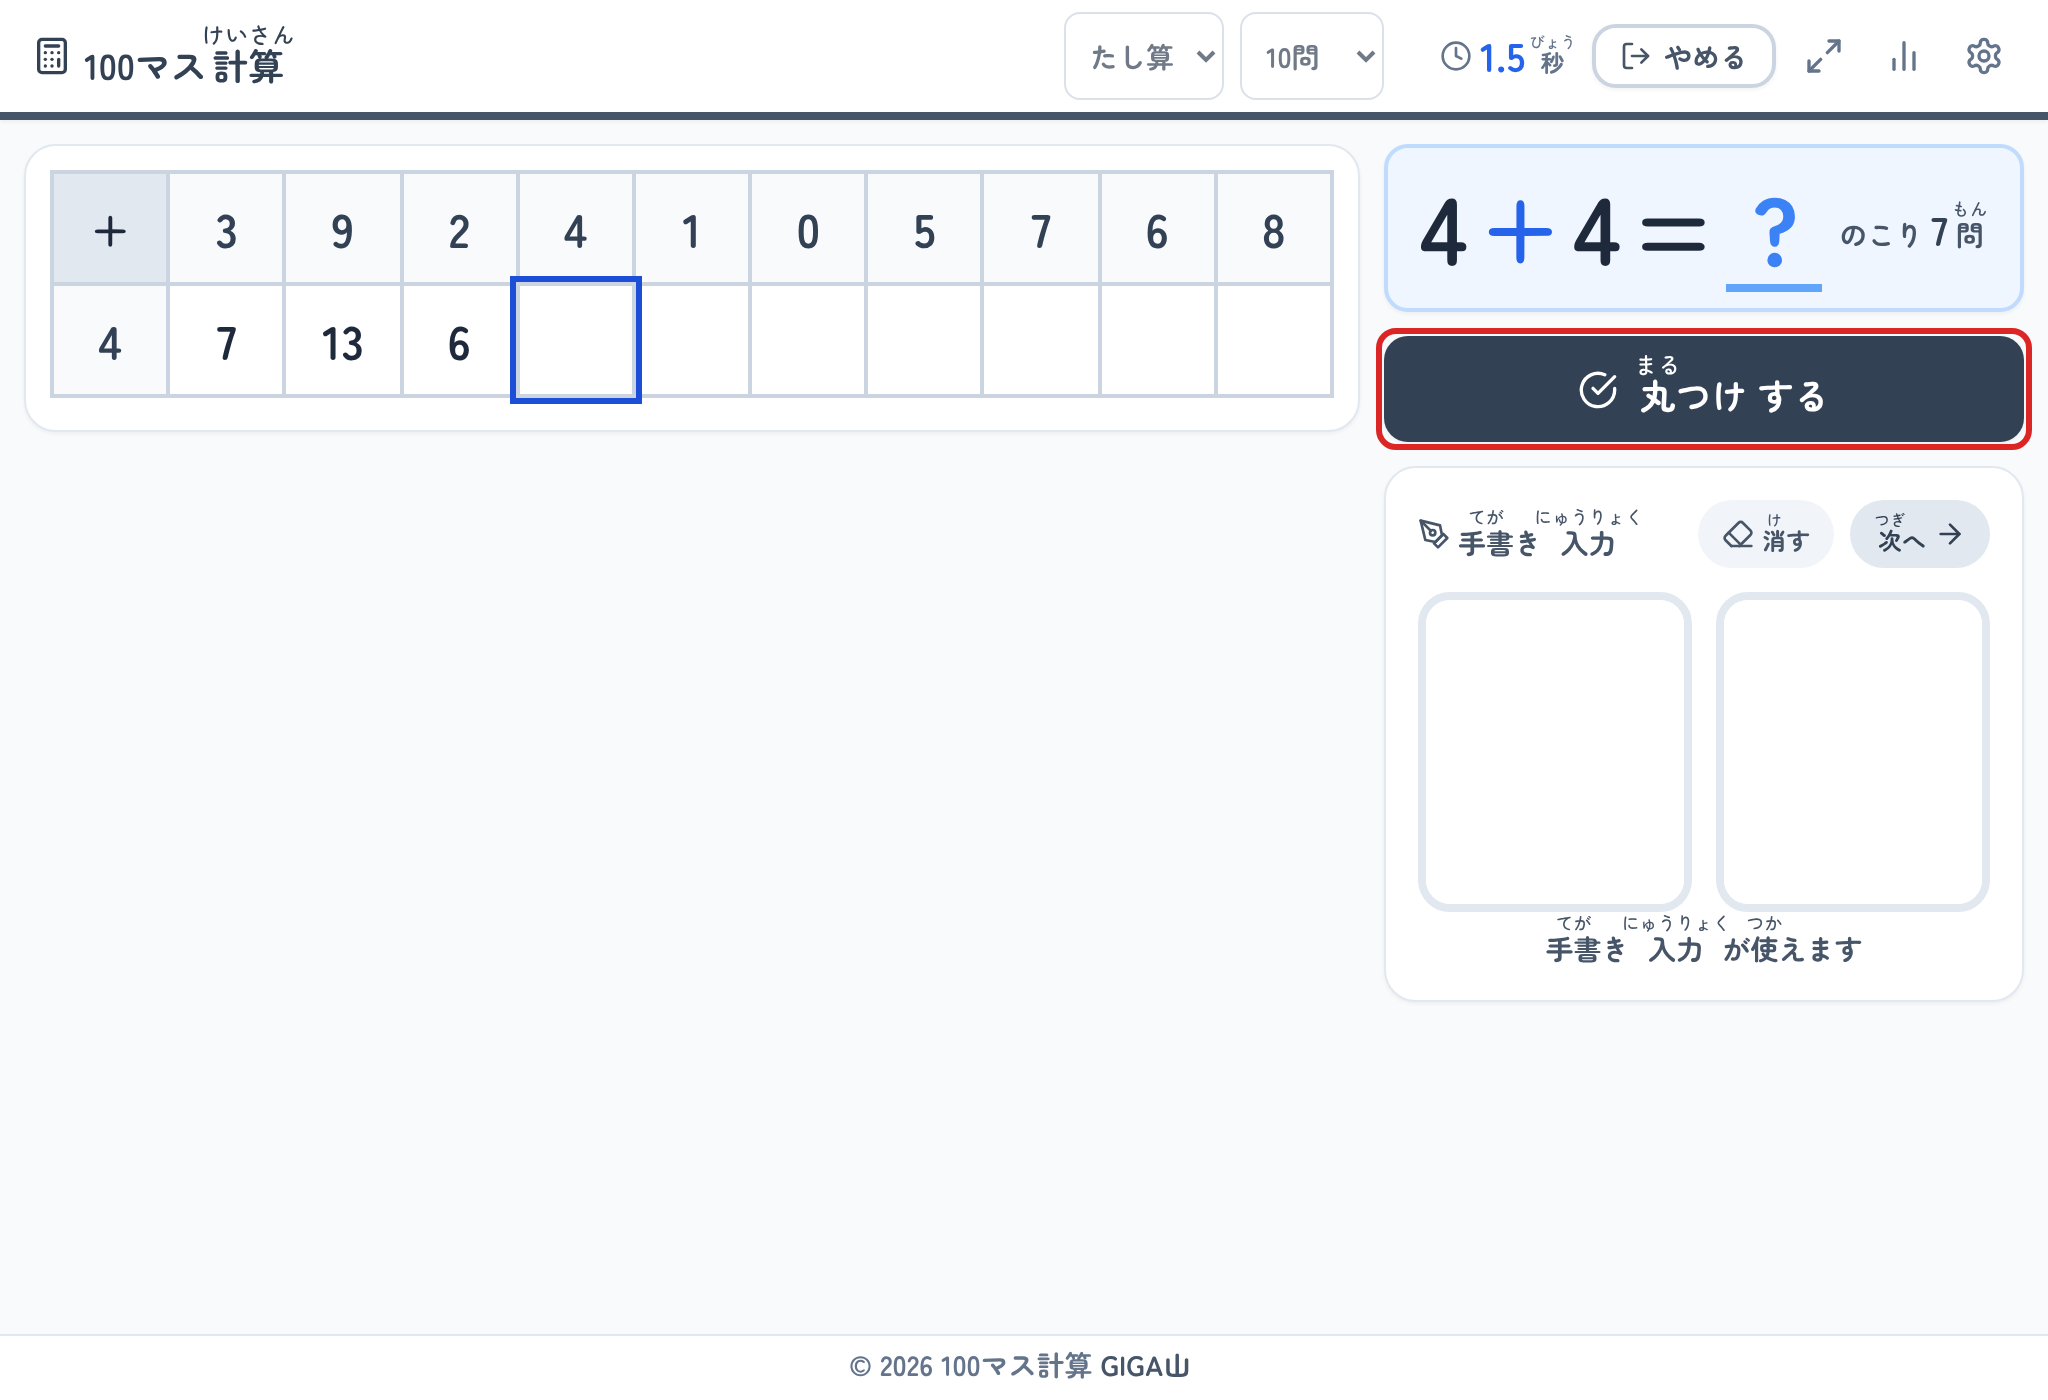 けいさん
100マス 計算
たし算
10問
1.5 秒
びょう
やめる
+ 3 9 2 4 1 0 5 7 6 8
4 7 13 6
4 + 4 = ?
のこり 7 問
もん
まる
丸つけ する
てが にゅうりょく
手書き 入力
け
消す
つぎ
次へ
てが にゅうりょく つか
手書き 入力 が使えます
© 2026 100マス計算 GIGA山